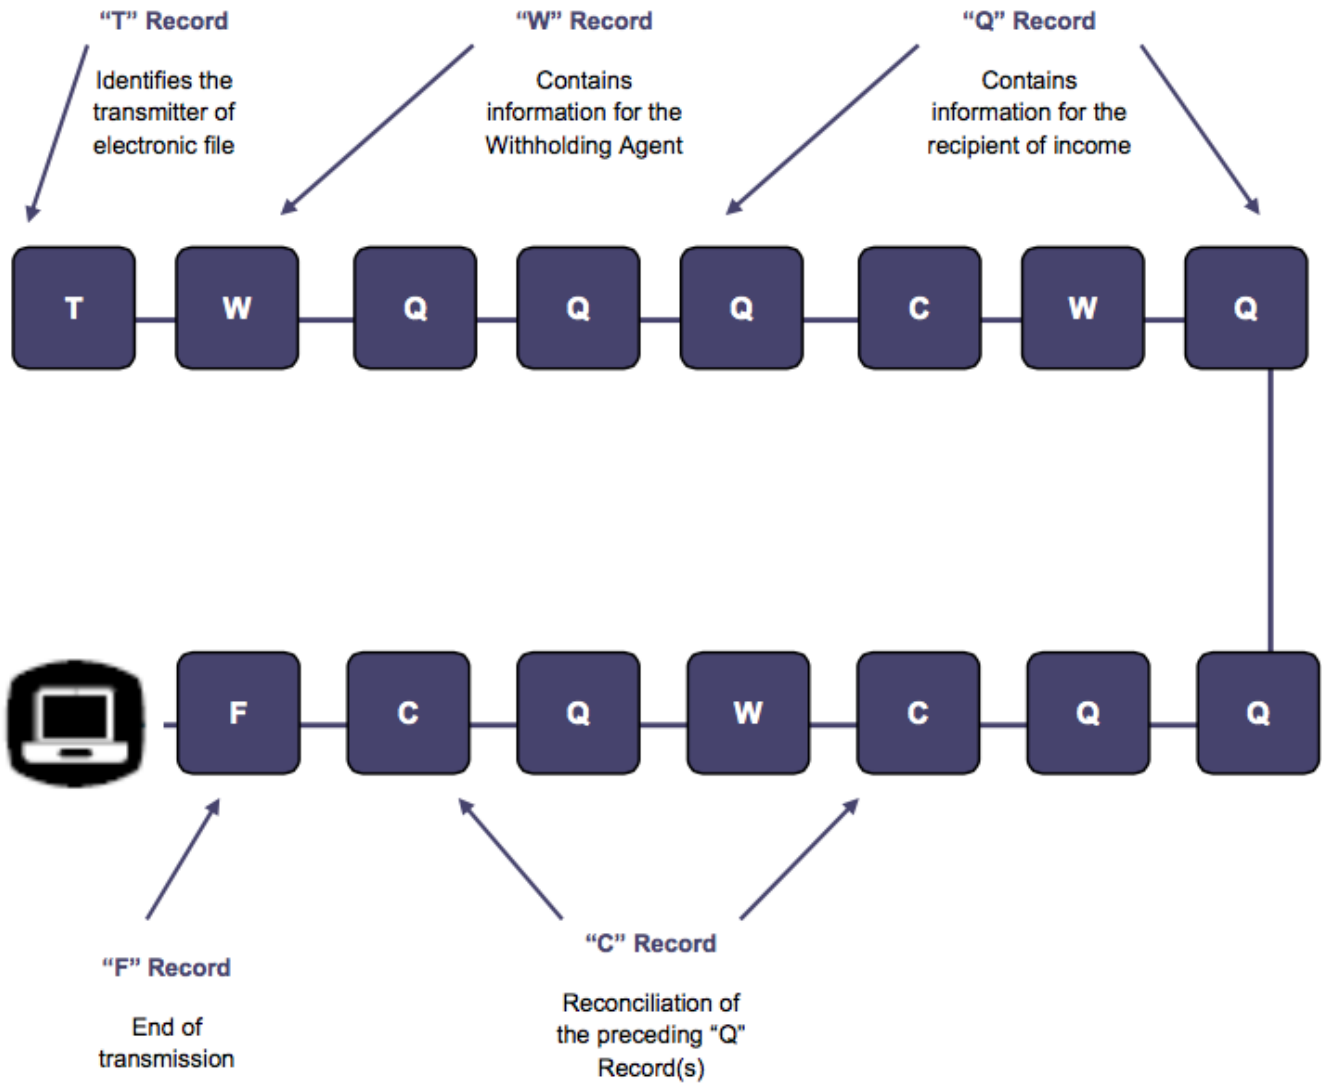 “T” Record
Identifies the
transmitter of
electronic file
“W” Record
Contains
information for the
Withholding Agent
“Q” Record
Contains
information for the
recipient of income
T
W
Q
Q
Q
C
W
Q
F
C
Q
W
C
Q
Q
“F” Record
End of
transmission
“C” Record
Reconciliation of
the preceding “Q”
Record(s)